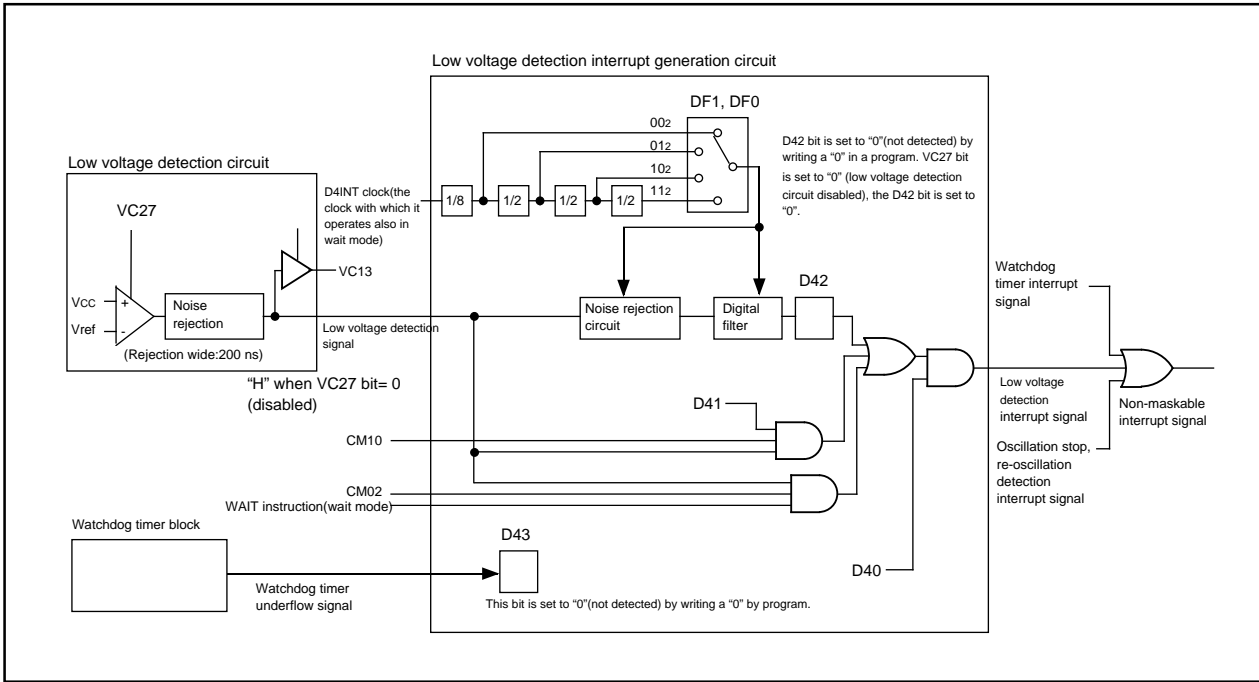 Low voltage detection interrupt generation circuit
DF1, DF0
002
012
102
112
D42 bit is set to “0”(not detected) by
writing a “0” in a program. VC27 bit
is set to “0” (low voltage detection
circuit disabled), the D42 bit is set to
“0”.
Low voltage detection circuit
D4INT clock(the
clock with which it
operates also in
wait mode)
1/8
1/2
1/2
1/2
VC27
VC13
VCC
+
Vref
-
Noise
rejection
(Rejection wide:200 ns)
Low voltage detection
signal
“H” when VC27 bit= 0
(disabled)
Noise rejection
circuit
Digital
filter
D42
Watchdog
timer interrupt
signal
D41
CM10
Low voltage
detection
interrupt signal
Non-maskable
interrupt signal
Oscillation stop,
re-oscillation
detection
interrupt signal
CM02
WAIT instruction(wait mode)
Watchdog timer block
D43
D40
Watchdog timer
underflow signal
This bit is set to “0”(not detected) by writing a “0” by program.